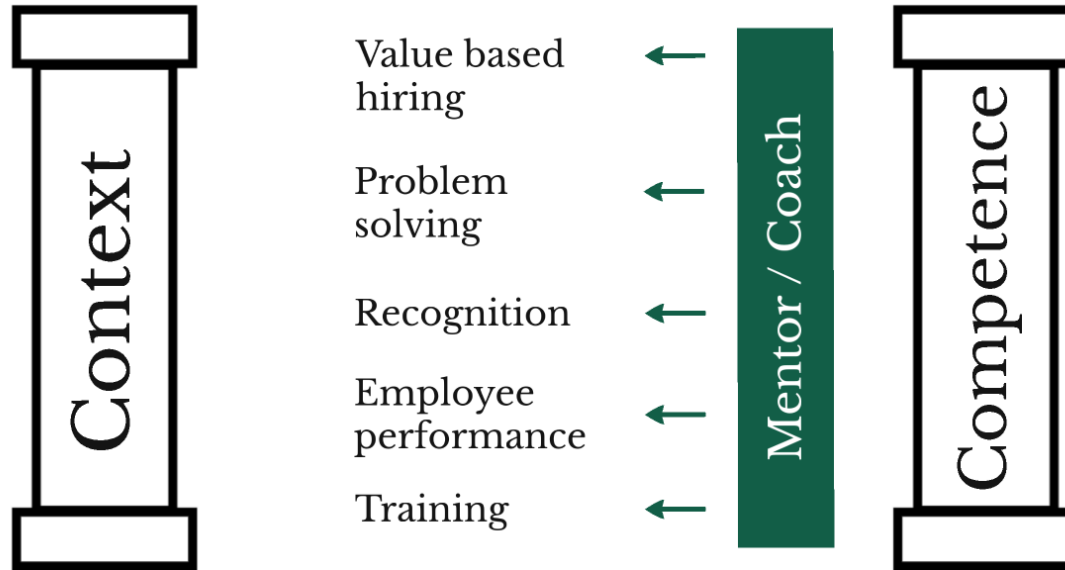 Context
Value based
hiring
Problem
solving
Recognition
Employee
performance
Training
Mentor / Coach
Competence